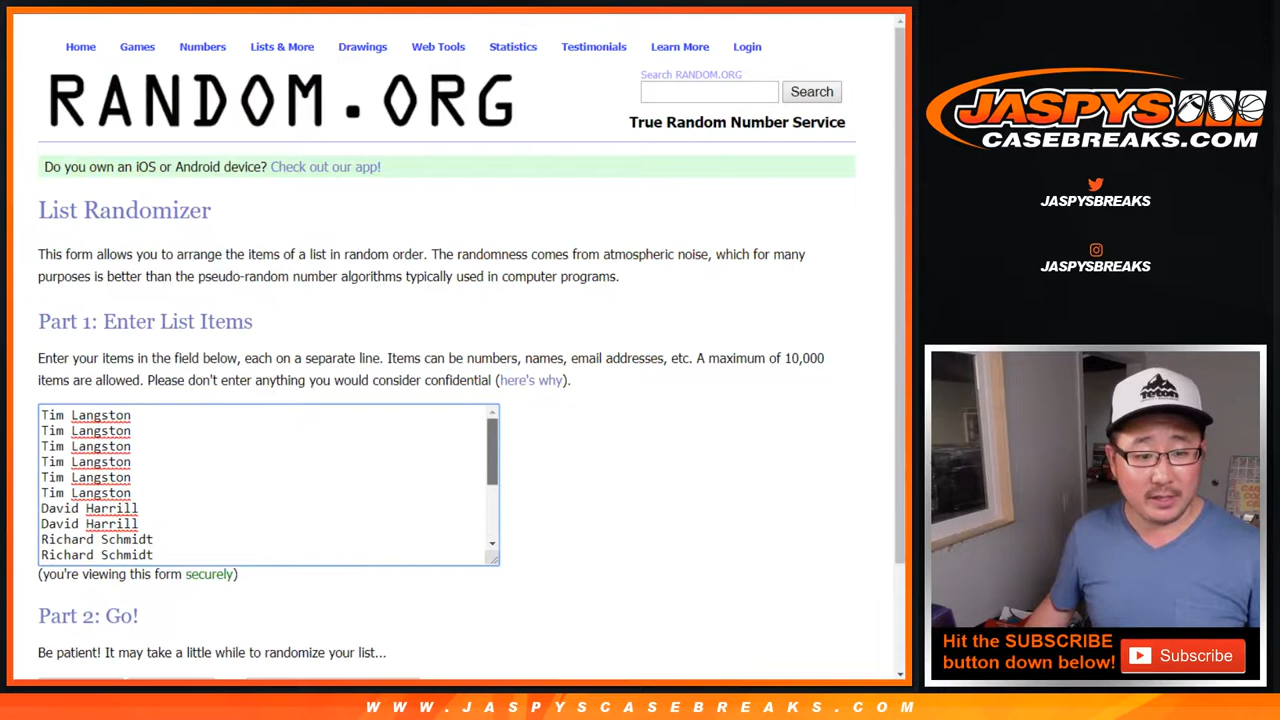 Home Games Numbers Lists & More Drawings Web Tools Statistics Testimonials Learn More Login
RANDOM.ORG
Search RANDOM.ORG
Search
True Random Number Service
Do you own an iOS or Android device? Check out our app!
List Randomizer
This form allows you to arrange the items of a list in random order. The randomness comes from atmospheric noise, which for many
purposes is better than the pseudo-random number algorithms typically used in computer programs.
Part 1: Enter List Items
Enter your items in the field below, each on a separate line. Items can be numbers, names, email addresses, etc. A maximum of 10,000
items are allowed. Please don't enter anything you would consider confidential (here's why).
Tim Langston
Tim Langston
Tim Langston
Tim Langston
Tim Langston
Tim Langston
David Harrill
David Harrill
Richard Schmidt
Richard Schmidt
(you're viewing this form securely)
Part 2: Go!
Be patient! It may take a little while to randomize your list...
JASPYS
CASEBREAKS.COM
JASPYSBREAKS
JASPYSBREAKS
Teton
Hit the SUBSCRIBE
button down below!
Subscribe
WWW.JASPYSCASEBREAKS.COM